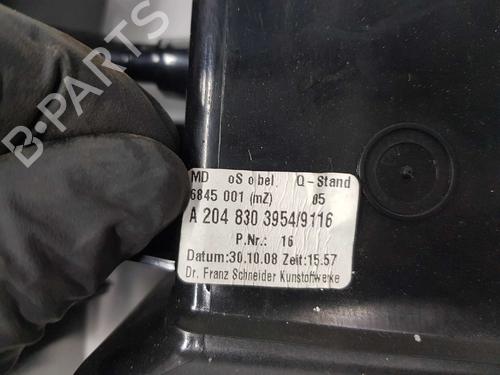 B-PARTS
MD oS o bel. Q-Stand
6845 001 (mZ) 05
A 204 830 3954/9116
P.Nr.: 16
Datum:30.10.08 Zeit:15.57
Dr. Franz Schneider Kunstoffwerke